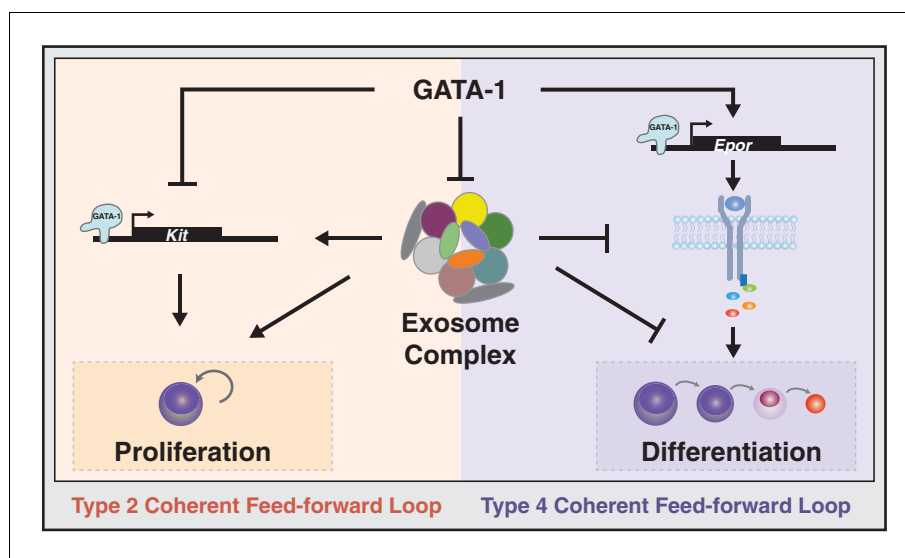 GATA-1
GATA-1
Epor
GATA-1
Kit
Exosome
Complex
Proliferation
Differentiation
Type 2 Coherent Feed-forward Loop
Type 4 Coherent Feed-forward Loop